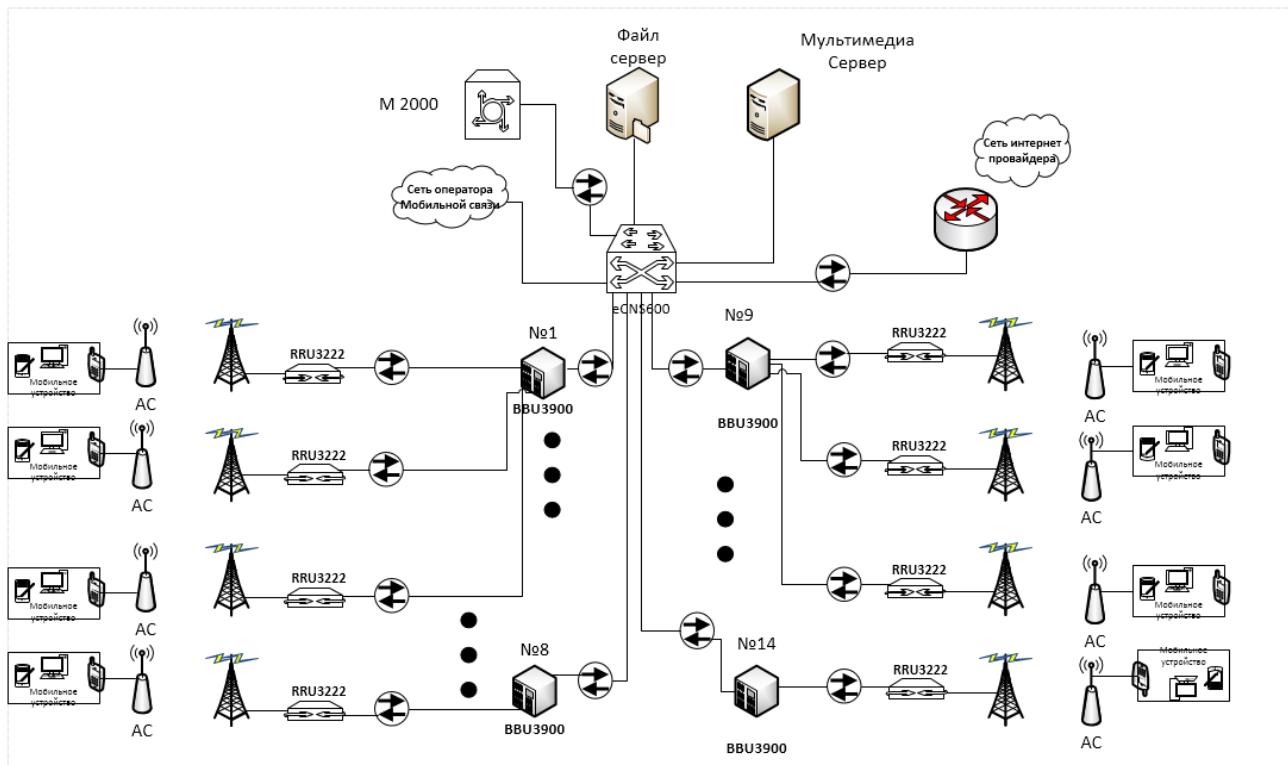 Файл
сервер
Мультимедиа
Сервер
М 2000
Сеть интернет
провайдера
Сеть оператора
Мобильной связи
eCNS600
№1
№9
RRU3222
RRU3222
Мобильное
устройство
Мобильное
устройство
АС
BBU3900
BBU3900
АС
RRU3222
RRU3222
Мобильное
устройство
Мобильное
устройство
АС
АС
RRU3222
RRU3222
Мобильное
устройство
Мобильное
устройство
АС
АС
№8
№14
RRU3222
RRU3222
Мобильное
устройство
Мобильное
устройство
АС
BBU3900
BBU3900
АС